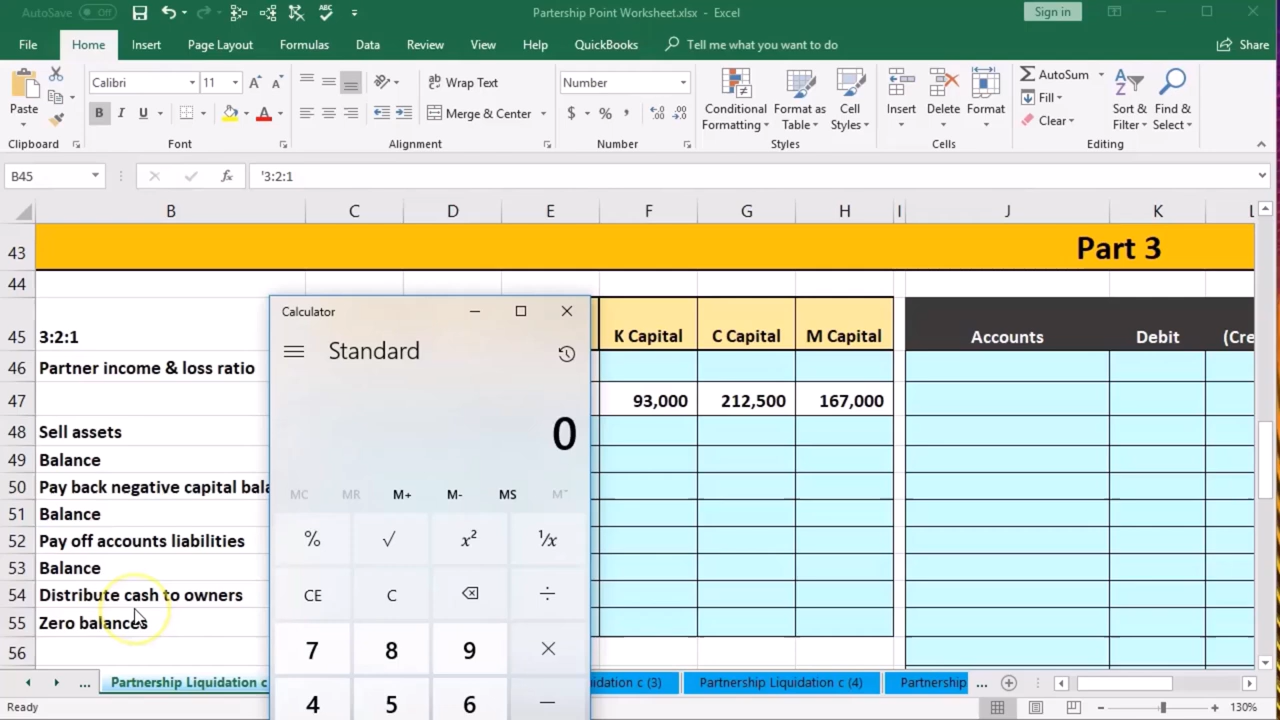 AutoSave Off Partership Point Worksheet.xlsx - Excel Sign in
File Home Insert Page Layout Formulas Data Review View Help QuickBooks Tell me what you want to do Share
Paste Calibri 11 A A Wrap Text Number Conditional Formatting Format as Table Cell Styles Insert Delete Format AutoSum Fill Clear Sort & Filter Find & Select
B I U A Merge & Center $ % ,
Clipboard Font Alignment Number Styles Cells Editing
B45 fx '3:2:1
B C D E F G H I J K L
43 Part 3
44
45 3:2:1 K Capital C Capital M Capital Accounts Debit (Cre
46 Partner income & loss ratio
47 93,000 212,500 167,000
48 Sell assets
49 Balance
50 Pay back negative capital bala
51 Balance
52 Pay off accounts liabilities
53 Balance
54 Distribute cash to owners
55 Zero balances
56
Calculator
Standard
0
MC MR M+ M- MS M˅
% √ x² ¹/x
CE C ÷
7 8 9 ×
4 5 6 −
... Partnership Liquidation c idation c (3) Partnership Liquidation c (4) Partnership ...
Ready 130%